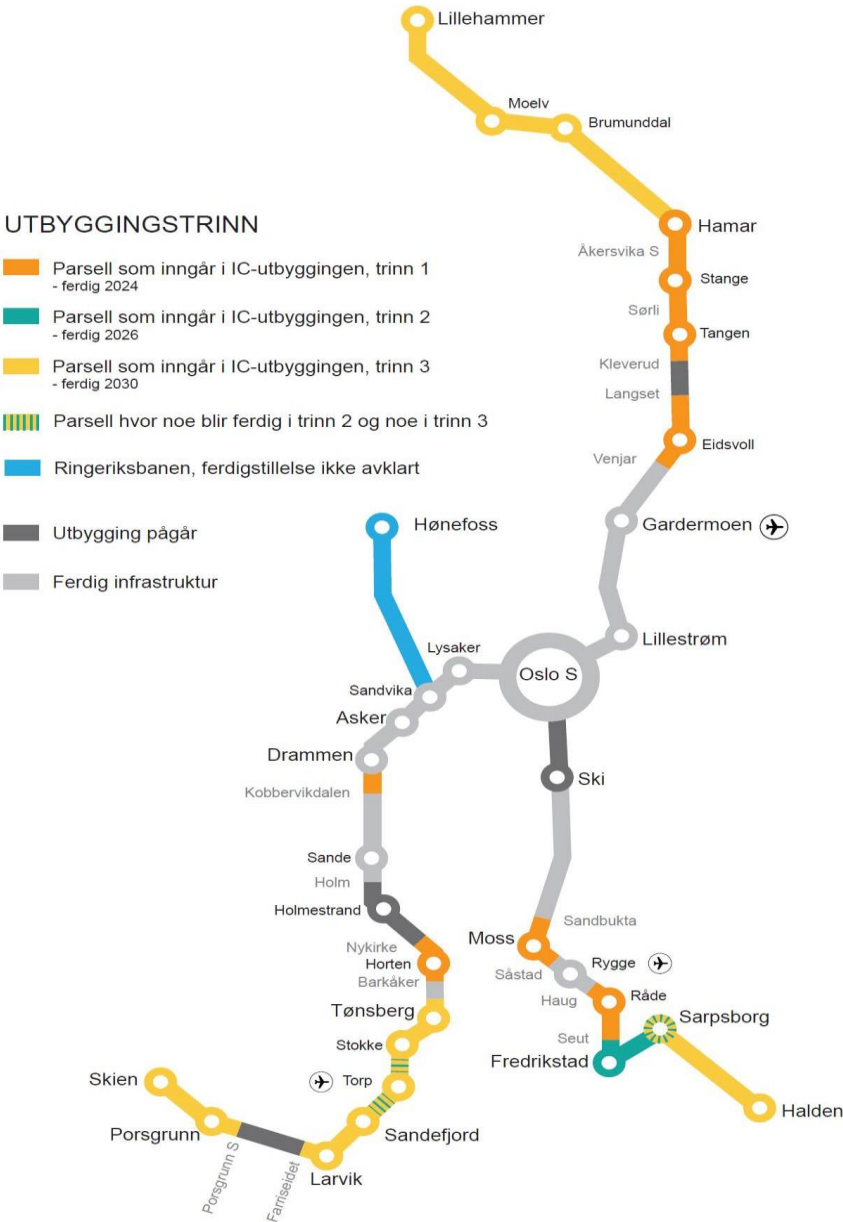 Lillehammer
Moelv
Brumunddal
UTBYGGINGSTRINN
Parsell som inngår i IC-utbyggingen, trinn 1
- ferdig 2024
Parsell som inngår i IC-utbyggingen, trinn 2
- ferdig 2026
Parsell som inngår i IC-utbyggingen, trinn 3
- ferdig 2030
Parsell hvor noe blir ferdig i trinn 2 og noe i trinn 3
Ringeriksbanen, ferdigstillelse ikke avklart
Utbygging pågår
Ferdig infrastruktur
Hamar
Åkersvika S
Stange
Sørli
Tangen
Kleverud
Langset
Eidsvoll
Venjar
Gardermoen
Hønefoss
Lillestrøm
Lysaker
Oslo S
Sandvika
Asker
Drammen
Kobbervikdalen
Ski
Sande
Holm
Holmestrand
Nykirke
Horten
Barkåker
Tønsberg
Stokke
Torp
Sandefjord
Larvik
Farriseidet
Porsgrunn S
Porsgrunn
Skien
Sandbukta
Moss
Såstad
Rygge
Haug
Råde
Seut
Fredrikstad
Sarpsborg
Halden